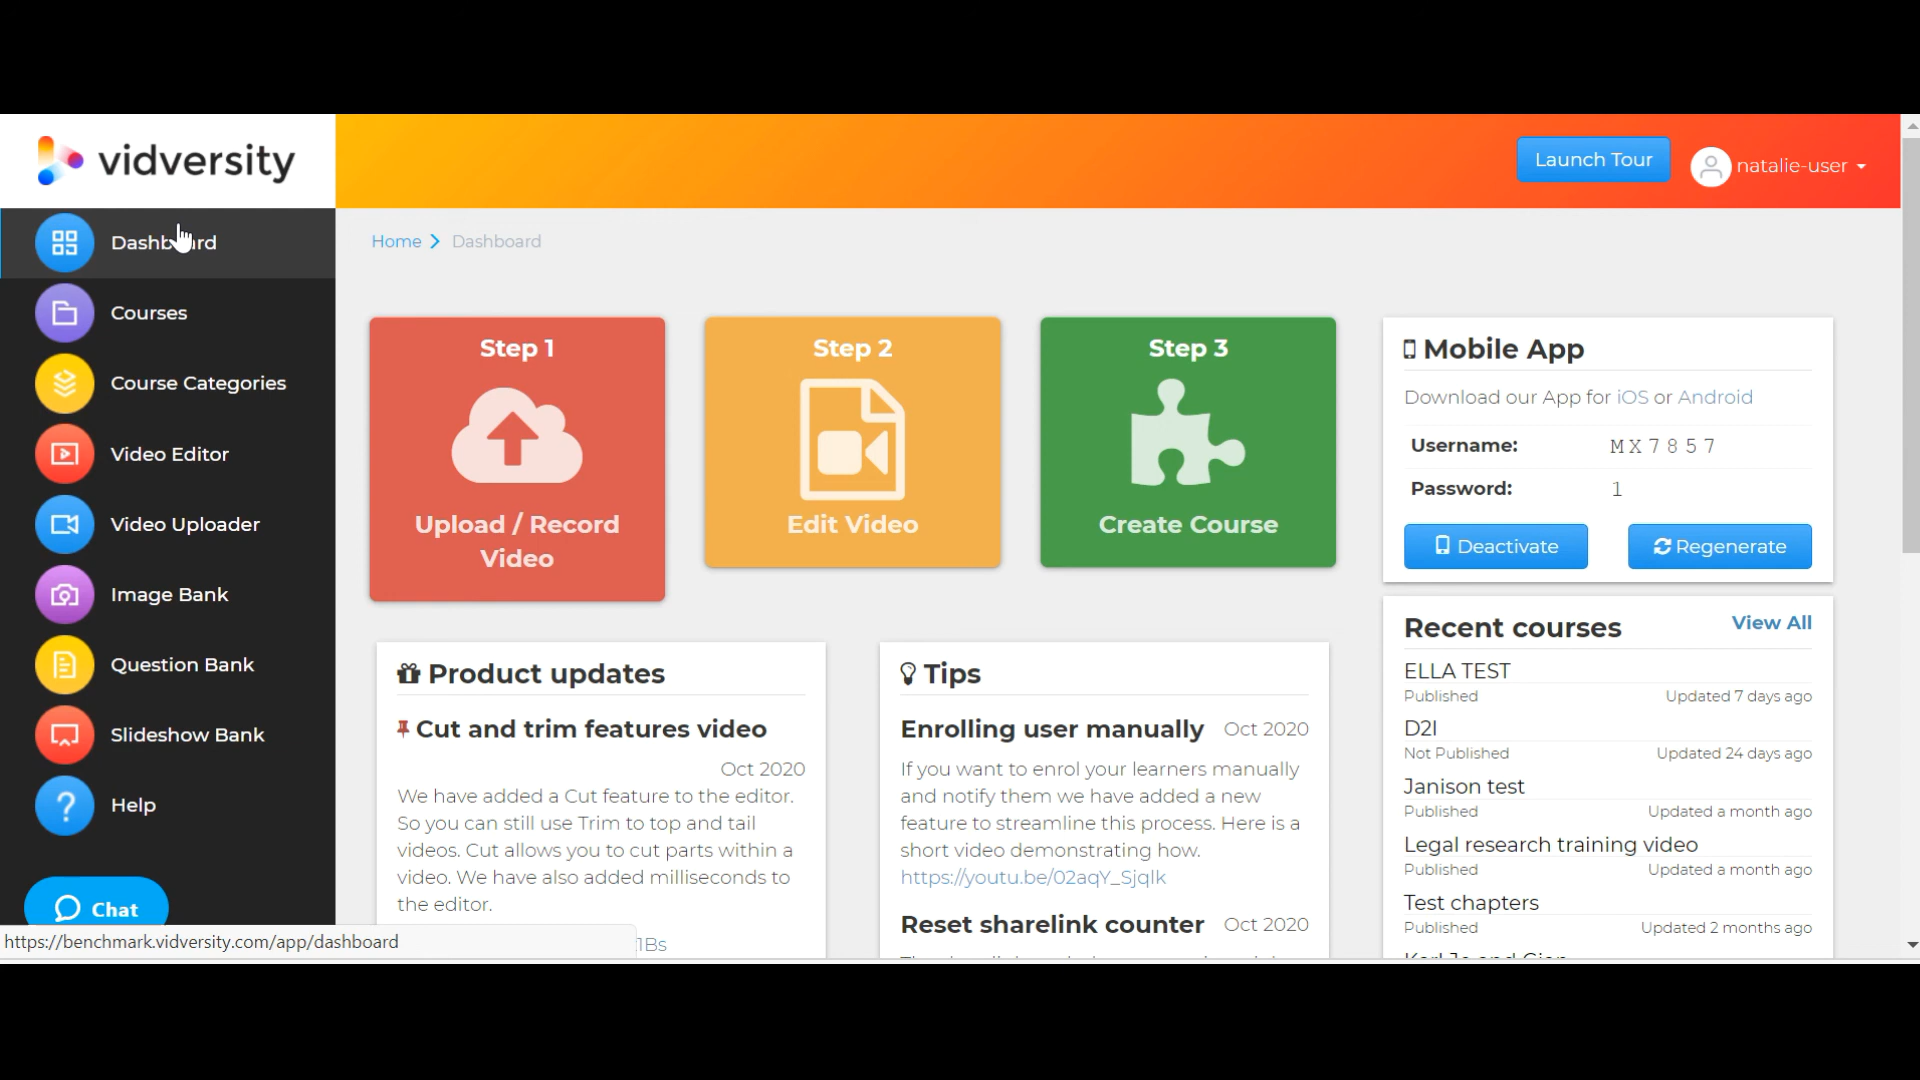 vidversity
Launch Tour
natalie-user
Dashboard
Courses
Course Categories
Video Editor
Video Uploader
Image Bank
Question Bank
Slideshow Bank
Help
Chat
https://benchmark.vidversity.com/app/dashboard
Home > Dashboard
Step 1
Upload / Record
Video
Step 2
Edit Video
Step 3
Create Course
Mobile App
Download our App for iOS or Android
Username: MX7857
Password: 1
Deactivate
Regenerate
Product updates
Cut and trim features video
Oct 2020
We have added a Cut feature to the editor.
So you can still use Trim to top and tail
videos. Cut allows you to cut parts within a
video. We have also added milliseconds to
the editor.
1Bs
Tips
Enrolling user manually Oct 2020
If you want to enrol your learners manually
and notify them we have added a new
feature to streamline this process. Here is a
short video demonstrating how.
https://youtu.be/02aqY_Sjqlk
Reset sharelink counter Oct 2020
Recent courses View All
ELLA TEST
Published Updated 7 days ago
D2I
Not Published Updated 24 days ago
Janison test
Published Updated a month ago
Legal research training video
Published Updated a month ago
Test chapters
Published Updated 2 months ago